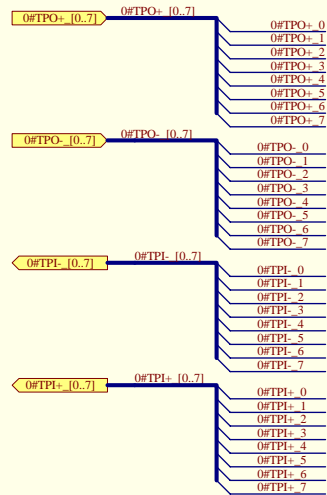 0#TPO+_[0..7] 0#TPO+_[0..7]
0#TPO+_0
0#TPO+_1
0#TPO+_2
0#TPO+_3
0#TPO+_4
0#TPO+_5
0#TPO+_6
0#TPO+_7
0#TPO-_[0..7] 0#TPO-_[0..7]
0#TPO-_0
0#TPO-_1
0#TPO-_2
0#TPO-_3
0#TPO-_4
0#TPO-_5
0#TPO-_6
0#TPO-_7
0#TPI-_[0..7] 0#TPI-_[0..7]
0#TPI-_0
0#TPI-_1
0#TPI-_2
0#TPI-_3
0#TPI-_4
0#TPI-_5
0#TPI-_6
0#TPI-_7
0#TPI+_[0..7] 0#TPI+_[0..7]
0#TPI+_0
0#TPI+_1
0#TPI+_2
0#TPI+_3
0#TPI+_4
0#TPI+_5
0#TPI+_6
0#TPI+_7